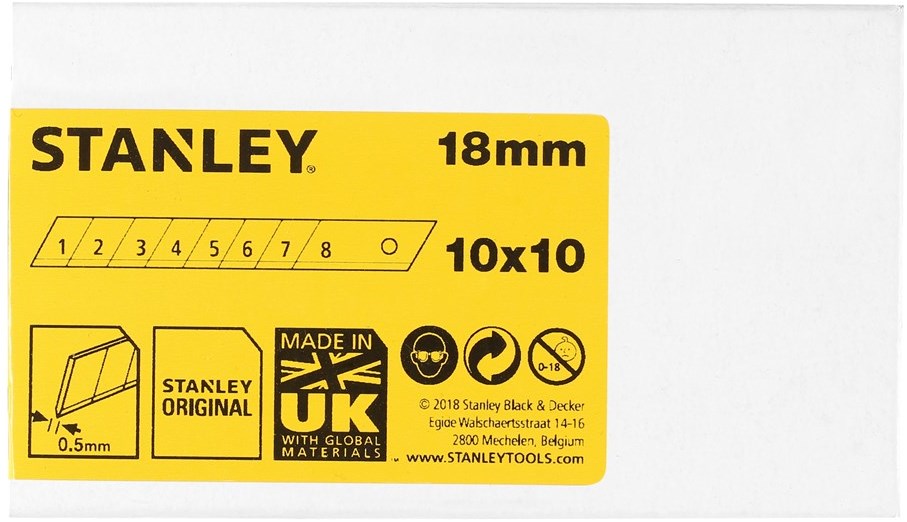 STANLEY®
18mm
1 2 3 4 5 6 7 8
10x10
0.5mm
STANLEY
ORIGINAL
MADE IN
UK
WITH GLOBAL
MATERIALS
™
0-18
© 2018 Stanley Black & Decker
Egide Walschaertsstraat 14-16
2800 Mechelen, Belgium
www.STANLEYTOOLS.com